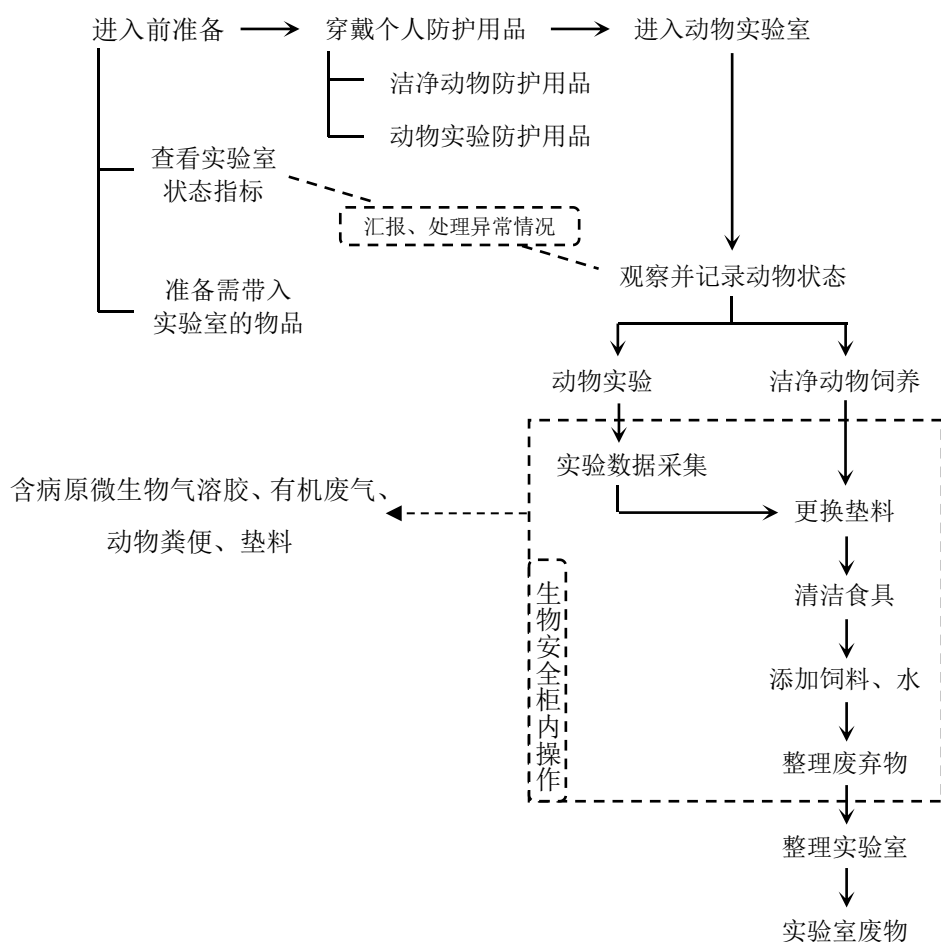 进入前准备
穿戴个人防护用品
进入动物实验室
洁净动物防护用品
动物实验防护用品
查看实验室
状态指标
汇报、处理异常情况
观察并记录动物状态
准备需带入
实验室的物品
动物实验
洁净动物饲养
实验数据采集
含病原微生物气溶胶、有机废气、
动物粪便、垫料
更换垫料
生物安全柜内操作
清洁食具
添加饲料、水
整理废弃物
整理实验室
实验室废物